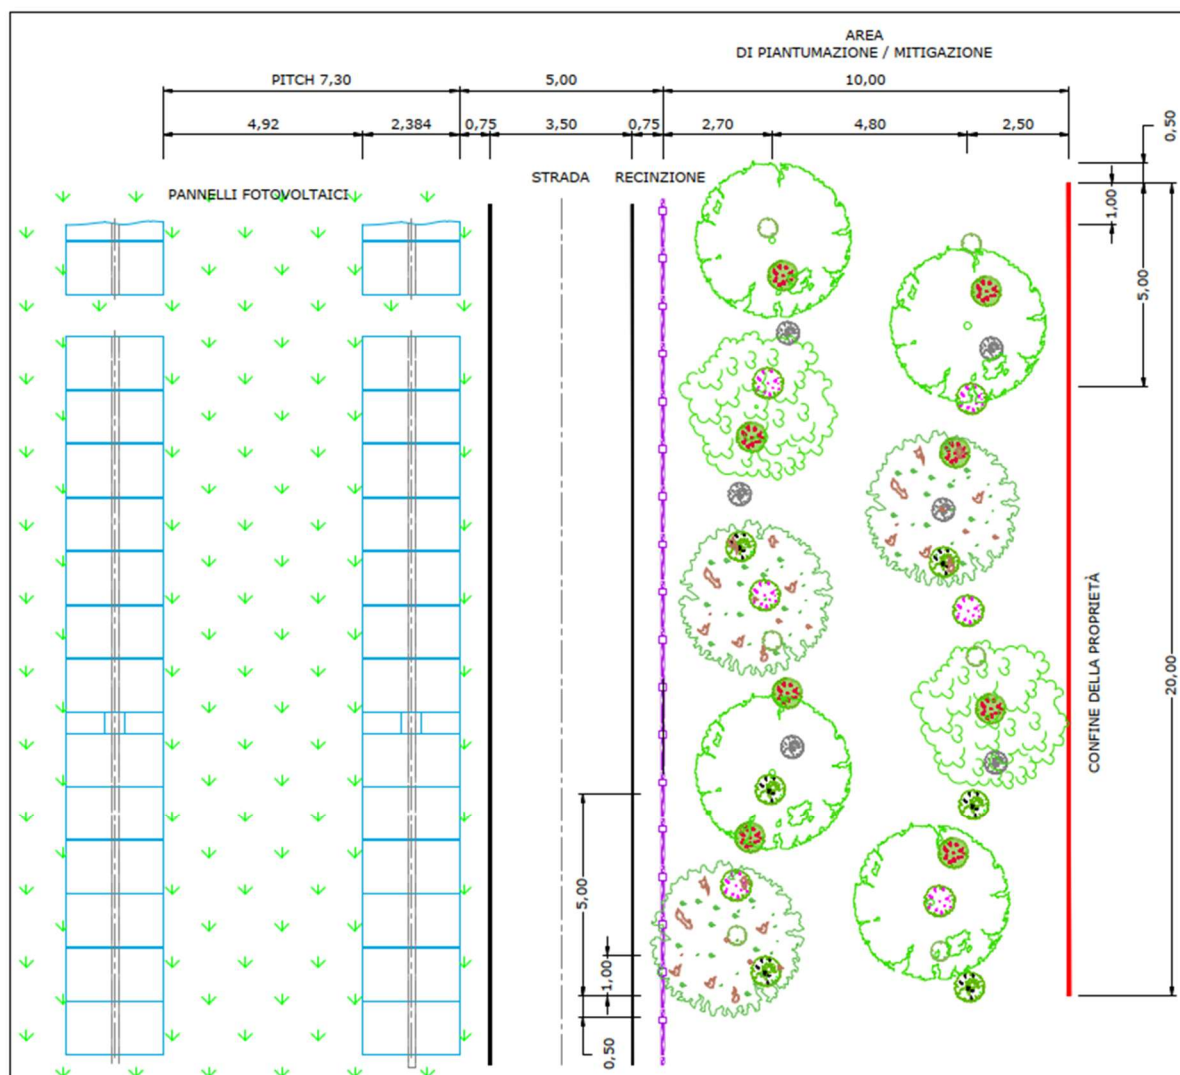 AREA
DI PIANTUMAZIONE / MITIGAZIONE
PITCH 7,30
5,00
10,00
4,92
2,384
0,75
3,50
0,75
2,70
4,80
2,50
0,50
PANNELLI FOTOVOLTAICI
STRADA
RECINZIONE
1,00
5,00
CONFINE DELLA PROPRIETÀ
20,00
5,00
1,00
0,50